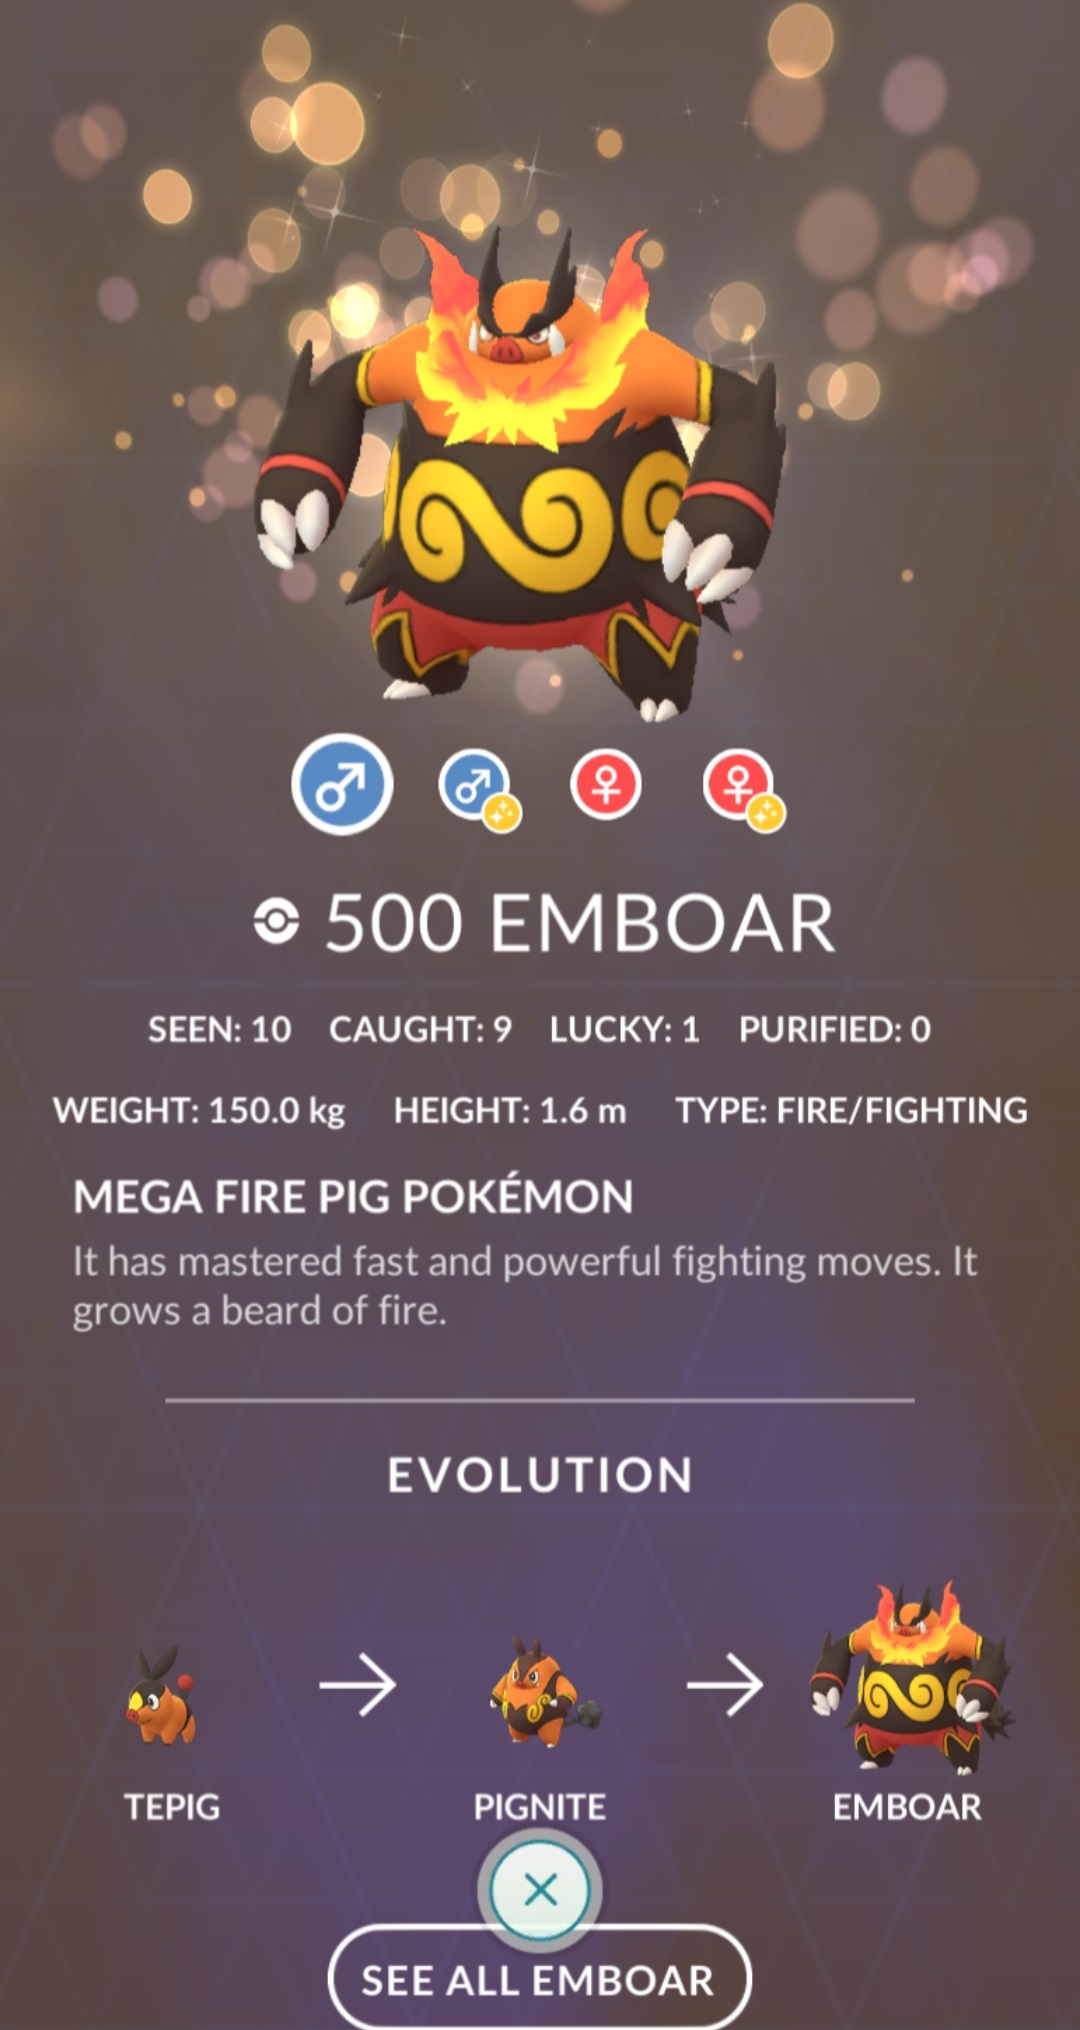 500 EMBOAR
SEEN: 10 CAUGHT: 9 LUCKY: 1 PURIFIED: 0
WEIGHT: 150.0 kg HEIGHT: 1.6 m TYPE: FIRE/FIGHTING
MEGA FIRE PIG POKÉMON
It has mastered fast and powerful fighting moves. It
grows a beard of fire.
EVOLUTION
TEPIG PIGNITE EMBOAR
SEE ALL EMBOAR